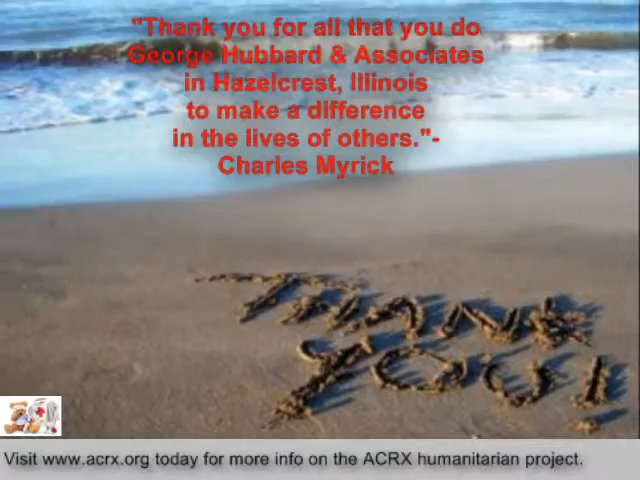 "Thank you for all that you do
George Hubbard & Associates
in Hazelcrest, Illinois
to make a difference
in the lives of others."-
Charles Myrick
THANK
YOU!
Visit www.acrx.org today for more info on the ACRX humanitarian project.